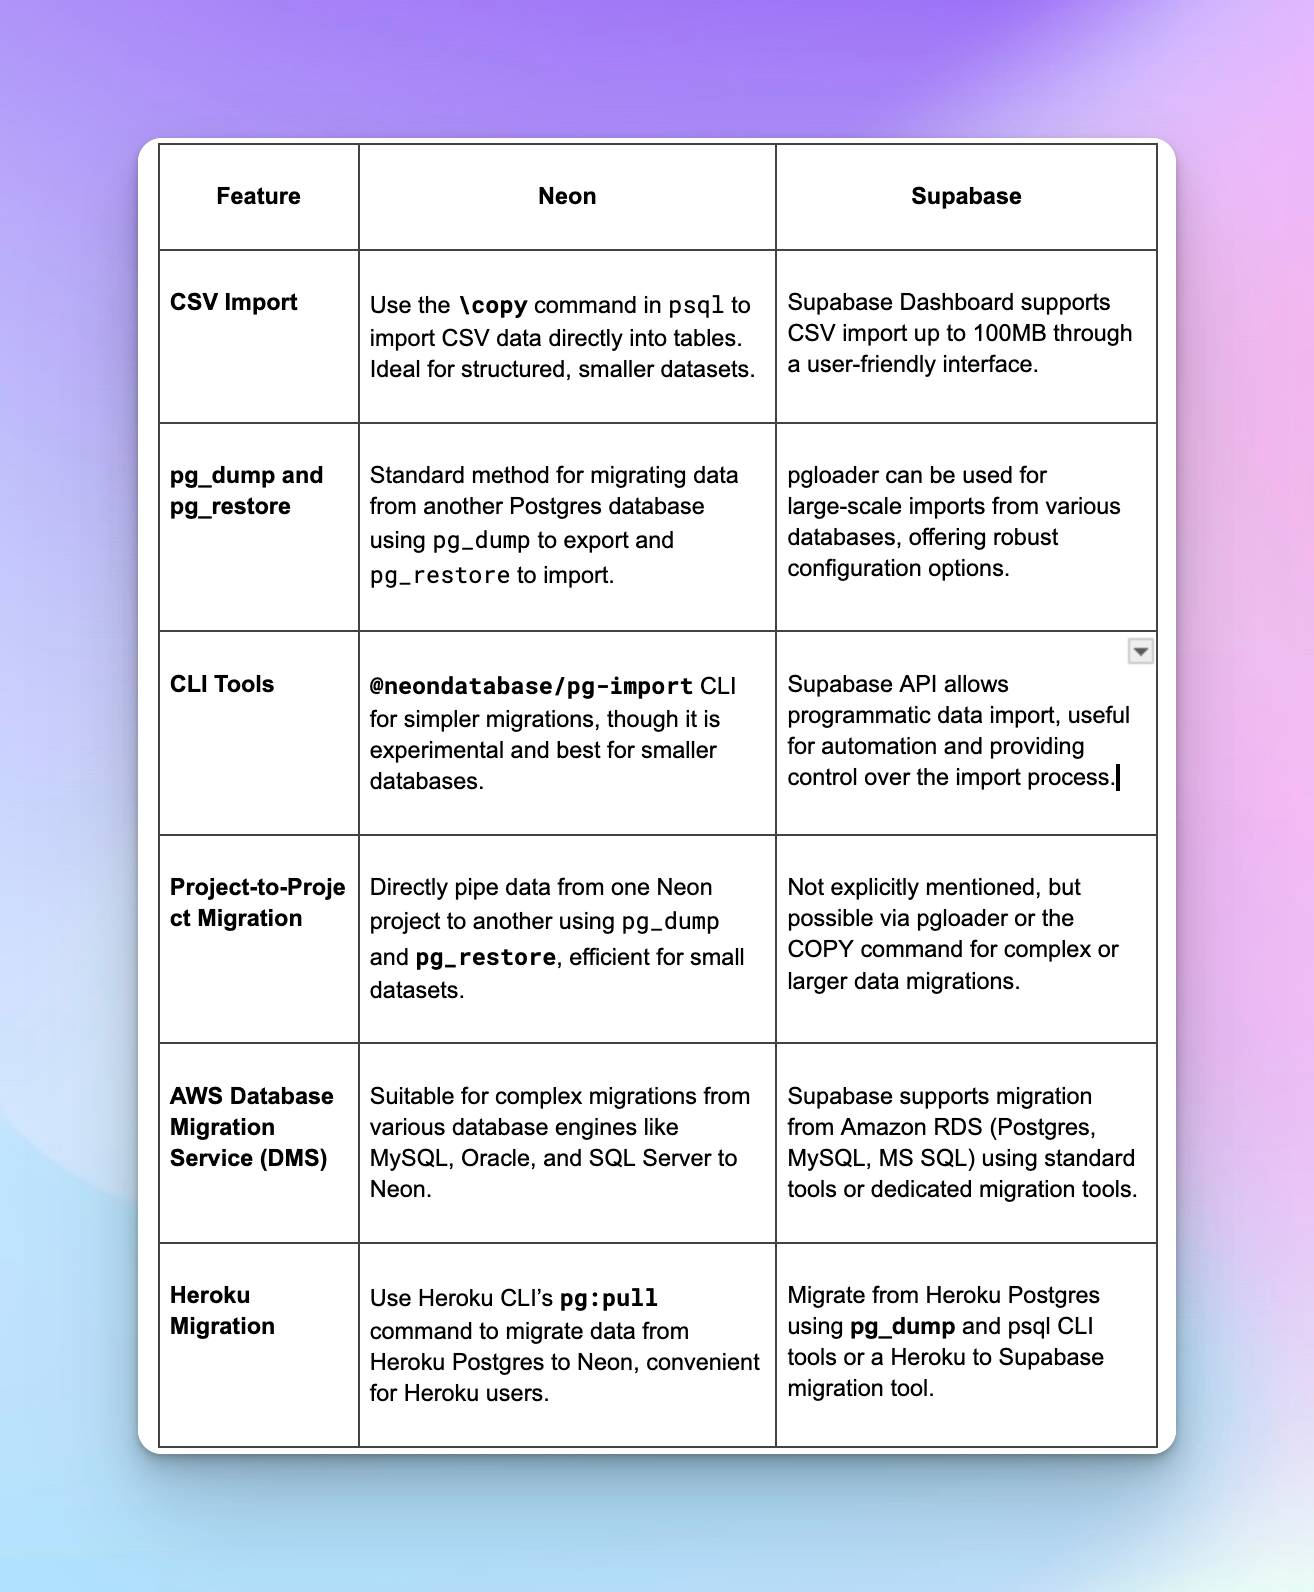 Feature
Neon
Supabase
CSV Import
Use the \copy command in psql to
import CSV data directly into tables.
Ideal for structured, smaller datasets.
Supabase Dashboard supports
CSV import up to 100MB through
a user-friendly interface.
pg_dump and
pg_restore
Standard method for migrating data
from another Postgres database
using pg_dump to export and
pg_restore to import.
pgloader can be used for
large-scale imports from various
databases, offering robust
configuration options.
CLI Tools
@neondatabase/pg-import CLI
for simpler migrations, though it is
experimental and best for smaller
databases.
Supabase API allows
programmatic data import, useful
for automation and providing
control over the import process.
Project-to-Proje
ct Migration
Directly pipe data from one Neon
project to another using pg_dump
and pg_restore, efficient for small
datasets.
Not explicitly mentioned, but
possible via pgloader or the
COPY command for complex or
larger data migrations.
AWS Database
Migration
Service (DMS)
Suitable for complex migrations from
various database engines like
MySQL, Oracle, and SQL Server to
Neon.
Supabase supports migration
from Amazon RDS (Postgres,
MySQL, MS SQL) using standard
tools or dedicated migration tools.
Heroku
Migration
Use Heroku CLI’s pg:pull
command to migrate data from
Heroku Postgres to Neon, convenient
for Heroku users.
Migrate from Heroku Postgres
using pg_dump and psql CLI
tools or a Heroku to Supabase
migration tool.